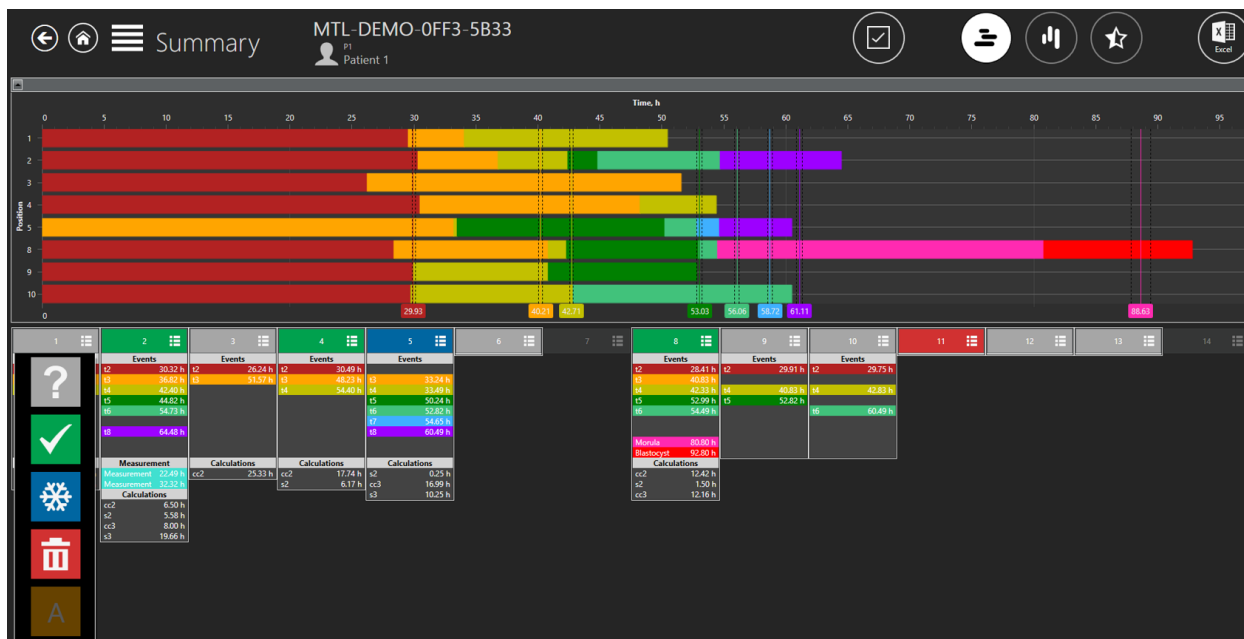 Summary
MTL-DEMO-0FF3-5B33
P1
Patient 1
X
Excel
Time, h
0 5 10 15 20 25 30 35 40 45 50 55 60 65 70 75 80 85 90 95
Position
1
2
3
4
5
8
9
10
0
29.93 40.21 42.71 53.03 56.06 58.72 61.11 88.63
1 2 3 4 5 6 7 8 9 10 11 12 13 14
?
A
Events
t2 30.32 h
t3 36.82 h
t4 42.40 h
t5 44.82 h
t6 54.73 h
t8 64.48 h
Measurement
Measurement 22.49 h
Measurement 32.32 h
Calculations
cc2 6.50 h
s2 5.58 h
cc3 8.00 h
s3 19.66 h
Events
t2 26.24 h
t3 51.57 h
Calculations
cc2 25.33 h
Events
t2 30.49 h
t3 48.23 h
t4 54.40 h
Calculations
cc2 17.74 h
s2 6.17 h
Events
t3 33.24 h
t4 33.49 h
t5 50.24 h
t6 52.82 h
t7 54.65 h
t8 60.49 h
Calculations
s2 0.25 h
cc3 16.99 h
s3 10.25 h
Events
t2 28.41 h
t3 40.83 h
t4 42.33 h
t5 52.99 h
t6 54.49 h
Morula 80.80 h
Blastocyst 92.80 h
Calculations
cc2 12.42 h
s2 1.50 h
cc3 12.16 h
Events
t2 29.91 h
t4 40.83 h
t5 52.82 h
Events
t2 29.75 h
t4 42.83 h
t6 60.49 h